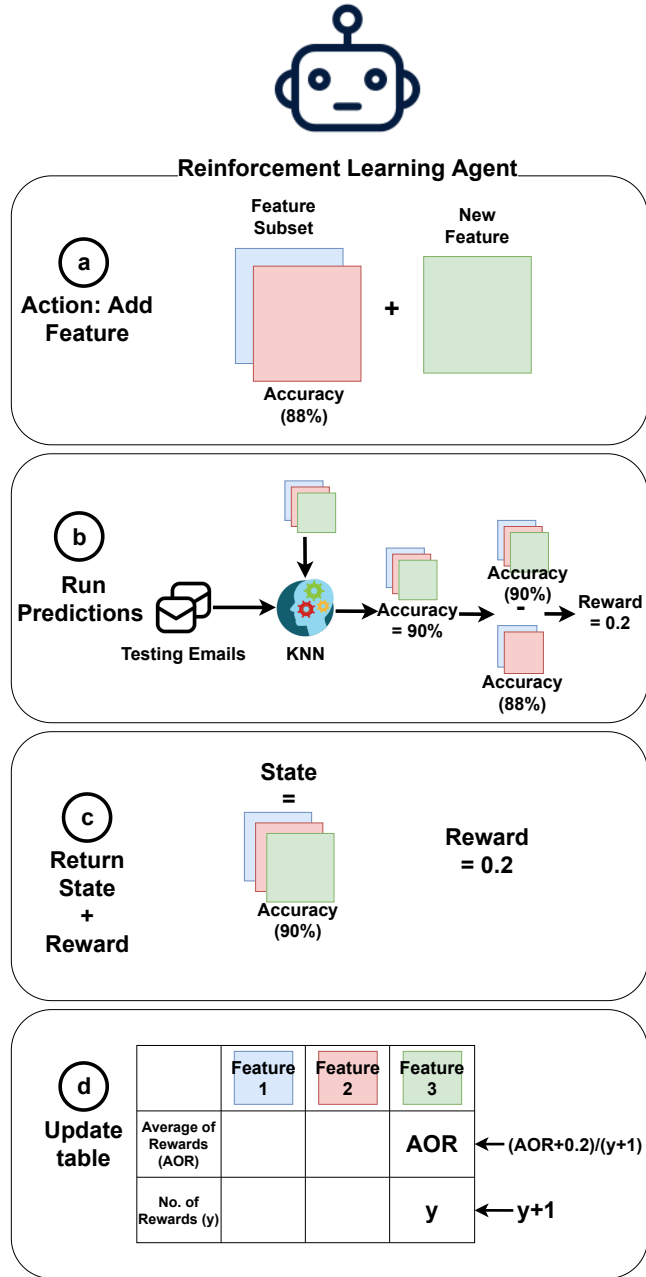 Reinforcement Learning Agent
a
Action: Add
Feature
Feature
Subset
New
Feature
+
Accuracy
(88%)
b
Run
Predictions
Testing Emails
KNN
Accuracy
= 90%
Accuracy
(90%)
-
Accuracy
(88%)
Reward
= 0.2
c
Return
State
+
Reward
State
=
Accuracy
(90%)
Reward
= 0.2
d
Update
table
Feature
1
Feature
2
Feature
3
Average of
Rewards
(AOR)
AOR
(AOR+0.2)/(y+1)
No. of
Rewards (y)
y
y+1